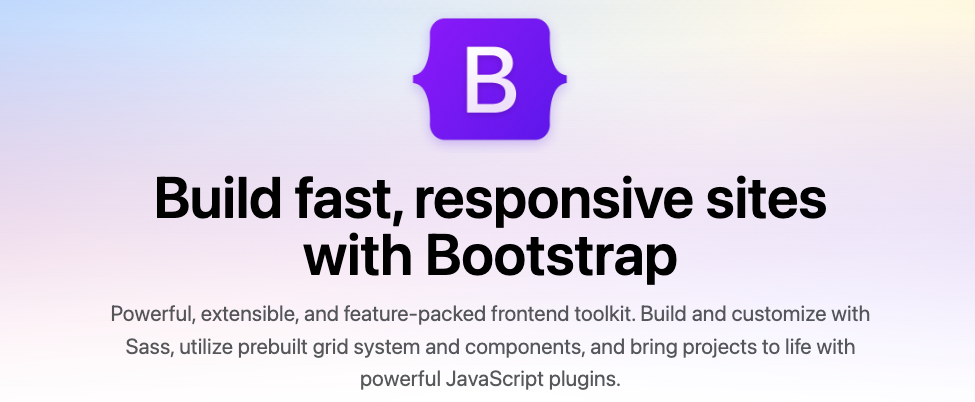 B
Build fast, responsive sites
with Bootstrap
Powerful, extensible, and feature-packed frontend toolkit. Build and customize with
Sass, utilize prebuilt grid system and components, and bring projects to life with
powerful JavaScript plugins.